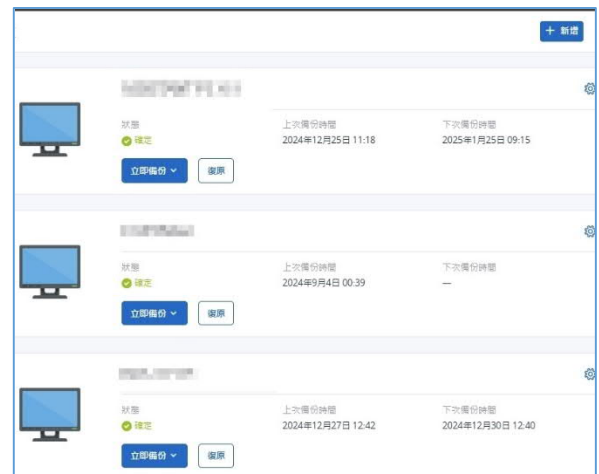 + 新增
狀態 上次備份時間 下次備份時間
確定 2024年12月25日 11:18 2025年1月25日 09:15
立即備份 復原
狀態 上次備份時間 下次備份時間
確定 2024年9月4日 00:39 —
立即備份 復原
狀態 上次備份時間 下次備份時間
確定 2024年12月27日 12:42 2024年12月30日 12:40
立即備份 復原